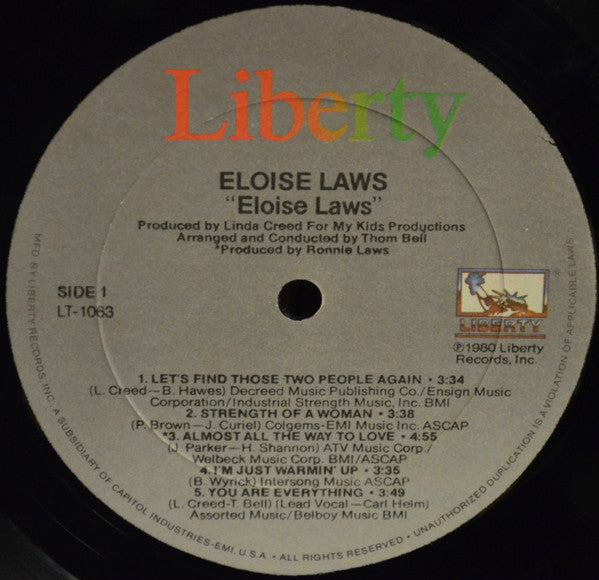 Liberty
ELOISE LAWS
"Eloise Laws"
Produced by Linda Creed For My Kids Productions
Arranged and Conducted by Thom Bell
*Produced by Ronnie Laws
SIDE 1
LT-1063
LIBERTY
®
℗1980 Liberty
Records, Inc.
1. LET'S FIND THOSE TWO PEOPLE AGAIN • 3:34
(L. Creed—B. Hawes) Decreed Music Publishing Co./Ensign Music
Corporation/Industrial Strength Music, Inc. BMI
2. STRENGTH OF A WOMAN • 3:38
(P. Brown—J. Curiel) Colgems-EMI Music Inc. ASCAP
*3. ALMOST ALL THE WAY TO LOVE • 4:55
(J. Parker—H. Shannon) ATV Music Corp./
Welbeck Music Corp. BMI/ASCAP
4. I'M JUST WARMIN' UP • 3:35
(B. Wyrick) Intersong Music ASCAP
5. YOU ARE EVERYTHING • 3:49
(L. Creed-T. Bell) (Lead Vocal—Carl Helm)
Assorted Music/Belboy Music BMI
MFD. BY LIBERTY RECORDS INC. A SUBSIDIARY OF CAPITOL INDUSTRIES-EMI, U.S.A. • ALL RIGHTS RESERVED • UNAUTHORIZED DUPLICATION IS A VIOLATION OF APPLICABLE LAWS